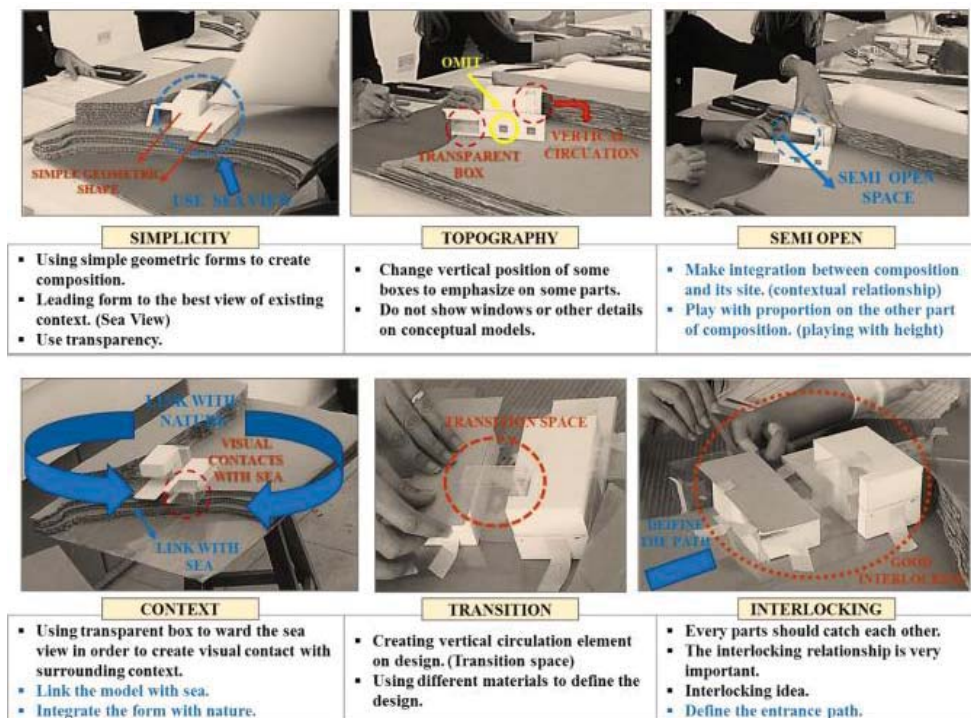 SIMPLE GEOMETRIC
SHAPE
USE SEA VIEW
OMIT
TRANSPARENT
BOX
VERTICAL
CIRCUATION
SEMI OPEN
SPACE
SIMPLICITY
▪ Using simple geometric forms to create
composition.
▪ Leading form to the best view of existing
context. (Sea View)
▪ Use transparency.
TOPOGRAPHY
▪ Change vertical position of some
boxes to emphasize on some parts.
▪ Do not show windows or other details
on conceptual models.
SEMI OPEN
▪ Make integration between composition
and its site. (contextual relationship)
▪ Play with proportion on the other part
of composition. (playing with height)
LINK WITH
NATURE
VISUAL
CONTACTS
WITH SEA
LINK WITH
SEA
TRANSITION SPACE
DEIFINE
THE PATH
GOOD
INTERLOCKING
CONTEXT
▪ Using transparent box to ward the sea
view in order to create visual contact with
surrounding context.
▪ Link the model with sea.
▪ Integrate the form with nature.
TRANSITION
▪ Creating vertical circulation element
on design. (Transition space)
▪ Using different materials to define the
design.
INTERLOCKING
▪ Every parts should catch each other.
▪ The interlocking relationship is very
important.
▪ Interlocking idea.
▪ Define the entrance path.